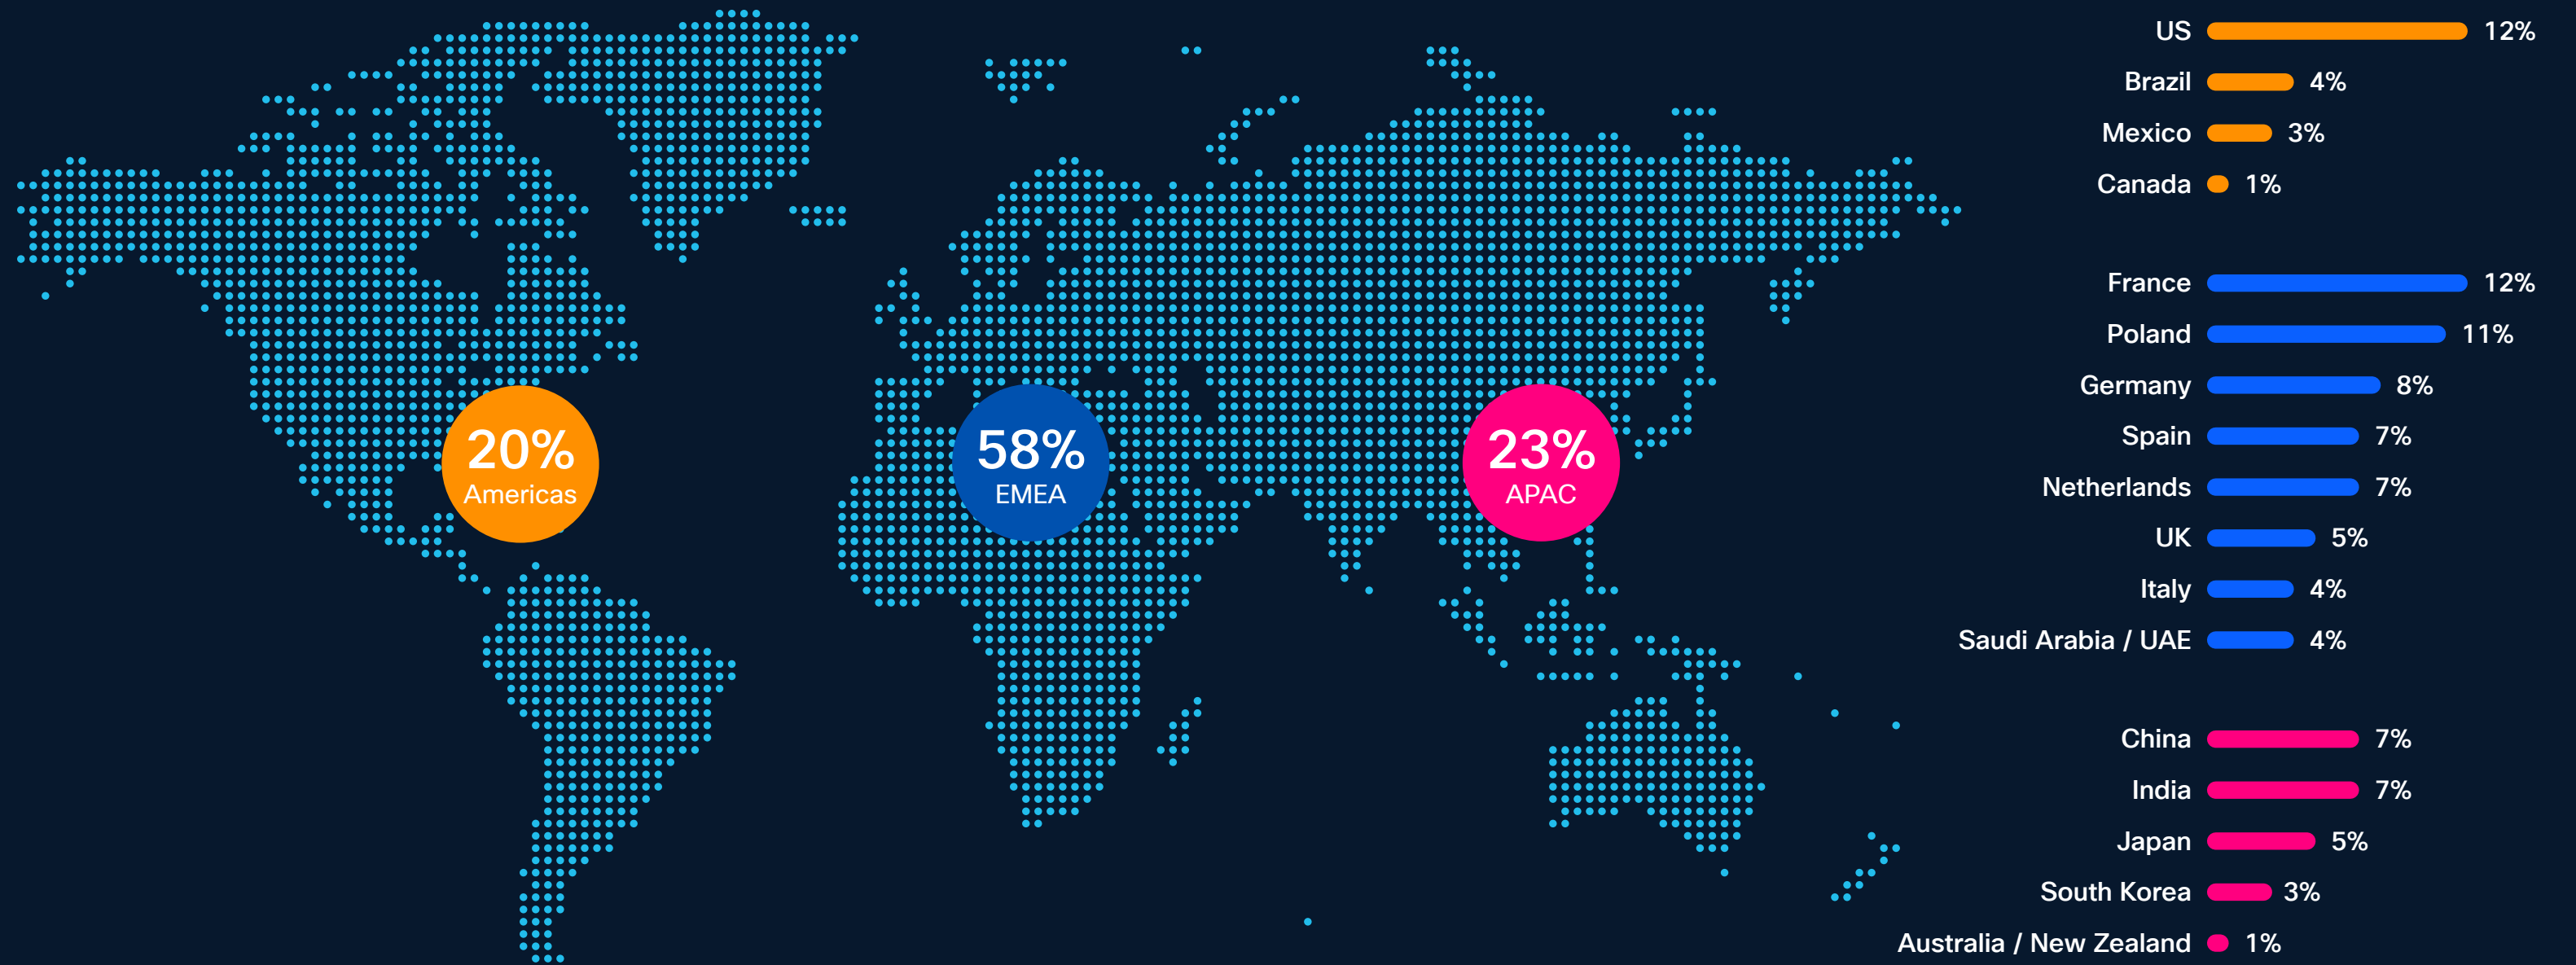 20%
Americas
58%
EMEA
23%
APAC
US 12%
Brazil 4%
Mexico 3%
Canada 1%
France 12%
Poland 11%
Germany 8%
Spain 7%
Netherlands 7%
UK 5%
Italy 4%
Saudi Arabia / UAE 4%
China 7%
India 7%
Japan 5%
South Korea 3%
Australia / New Zealand 1%